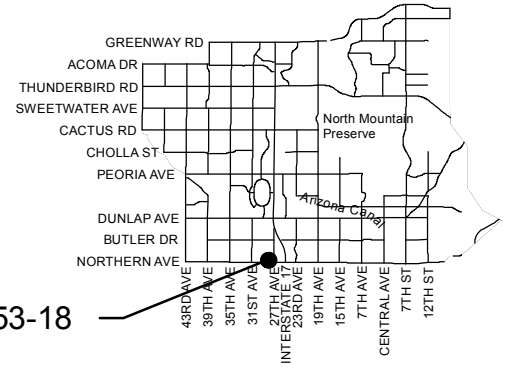 GREENWAY RD
ACOMA DR
THUNDERBIRD RD
SWEETWATER AVE
CACTUS RD
North Mountain
Preserve
CHOLLA ST
PEORIA AVE
Arizona Canal
DUNLAP AVE
BUTLER DR
NORTHERN AVE
43RD AVE
39TH AVE
35TH AVE
31ST AVE
27TH AVE
INTERSTATE 17
23RD AVE
19TH AVE
15TH AVE
7TH AVE
CENTRAL AVE
7TH ST
12TH ST
53-18